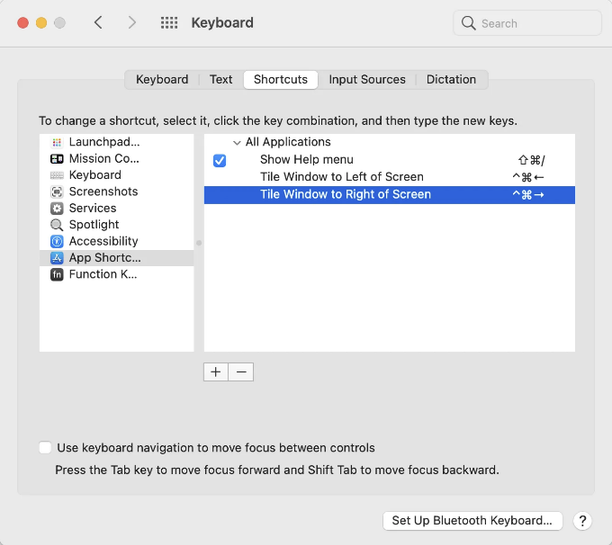 Keyboard
Search
Keyboard Text Shortcuts Input Sources Dictation
To change a shortcut, select it, click the key combination, and then type the new keys.
Launchpad...
Mission Co...
Keyboard
Screenshots
Services
Spotlight
Accessibility
App Shortc...
fn Function K...
All Applications
Show Help menu ⇧⌘/
Tile Window to Left of Screen ^⌘←
Tile Window to Right of Screen ^⌘→
+ −
Use keyboard navigation to move focus between controls
Press the Tab key to move focus forward and Shift Tab to move focus backward.
Set Up Bluetooth Keyboard... ?